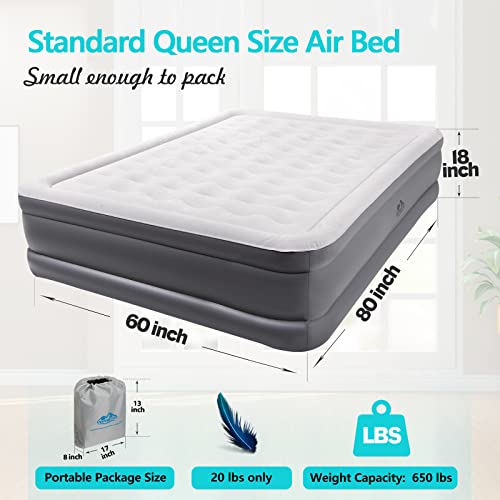 Standard Queen Size Air Bed
Small enough to pack
18
inch
80 inch
60 inch
13
inch
8 inch
17
inch
LBS
Portable Package Size
20 lbs only
Weight Capacity: 650 lbs